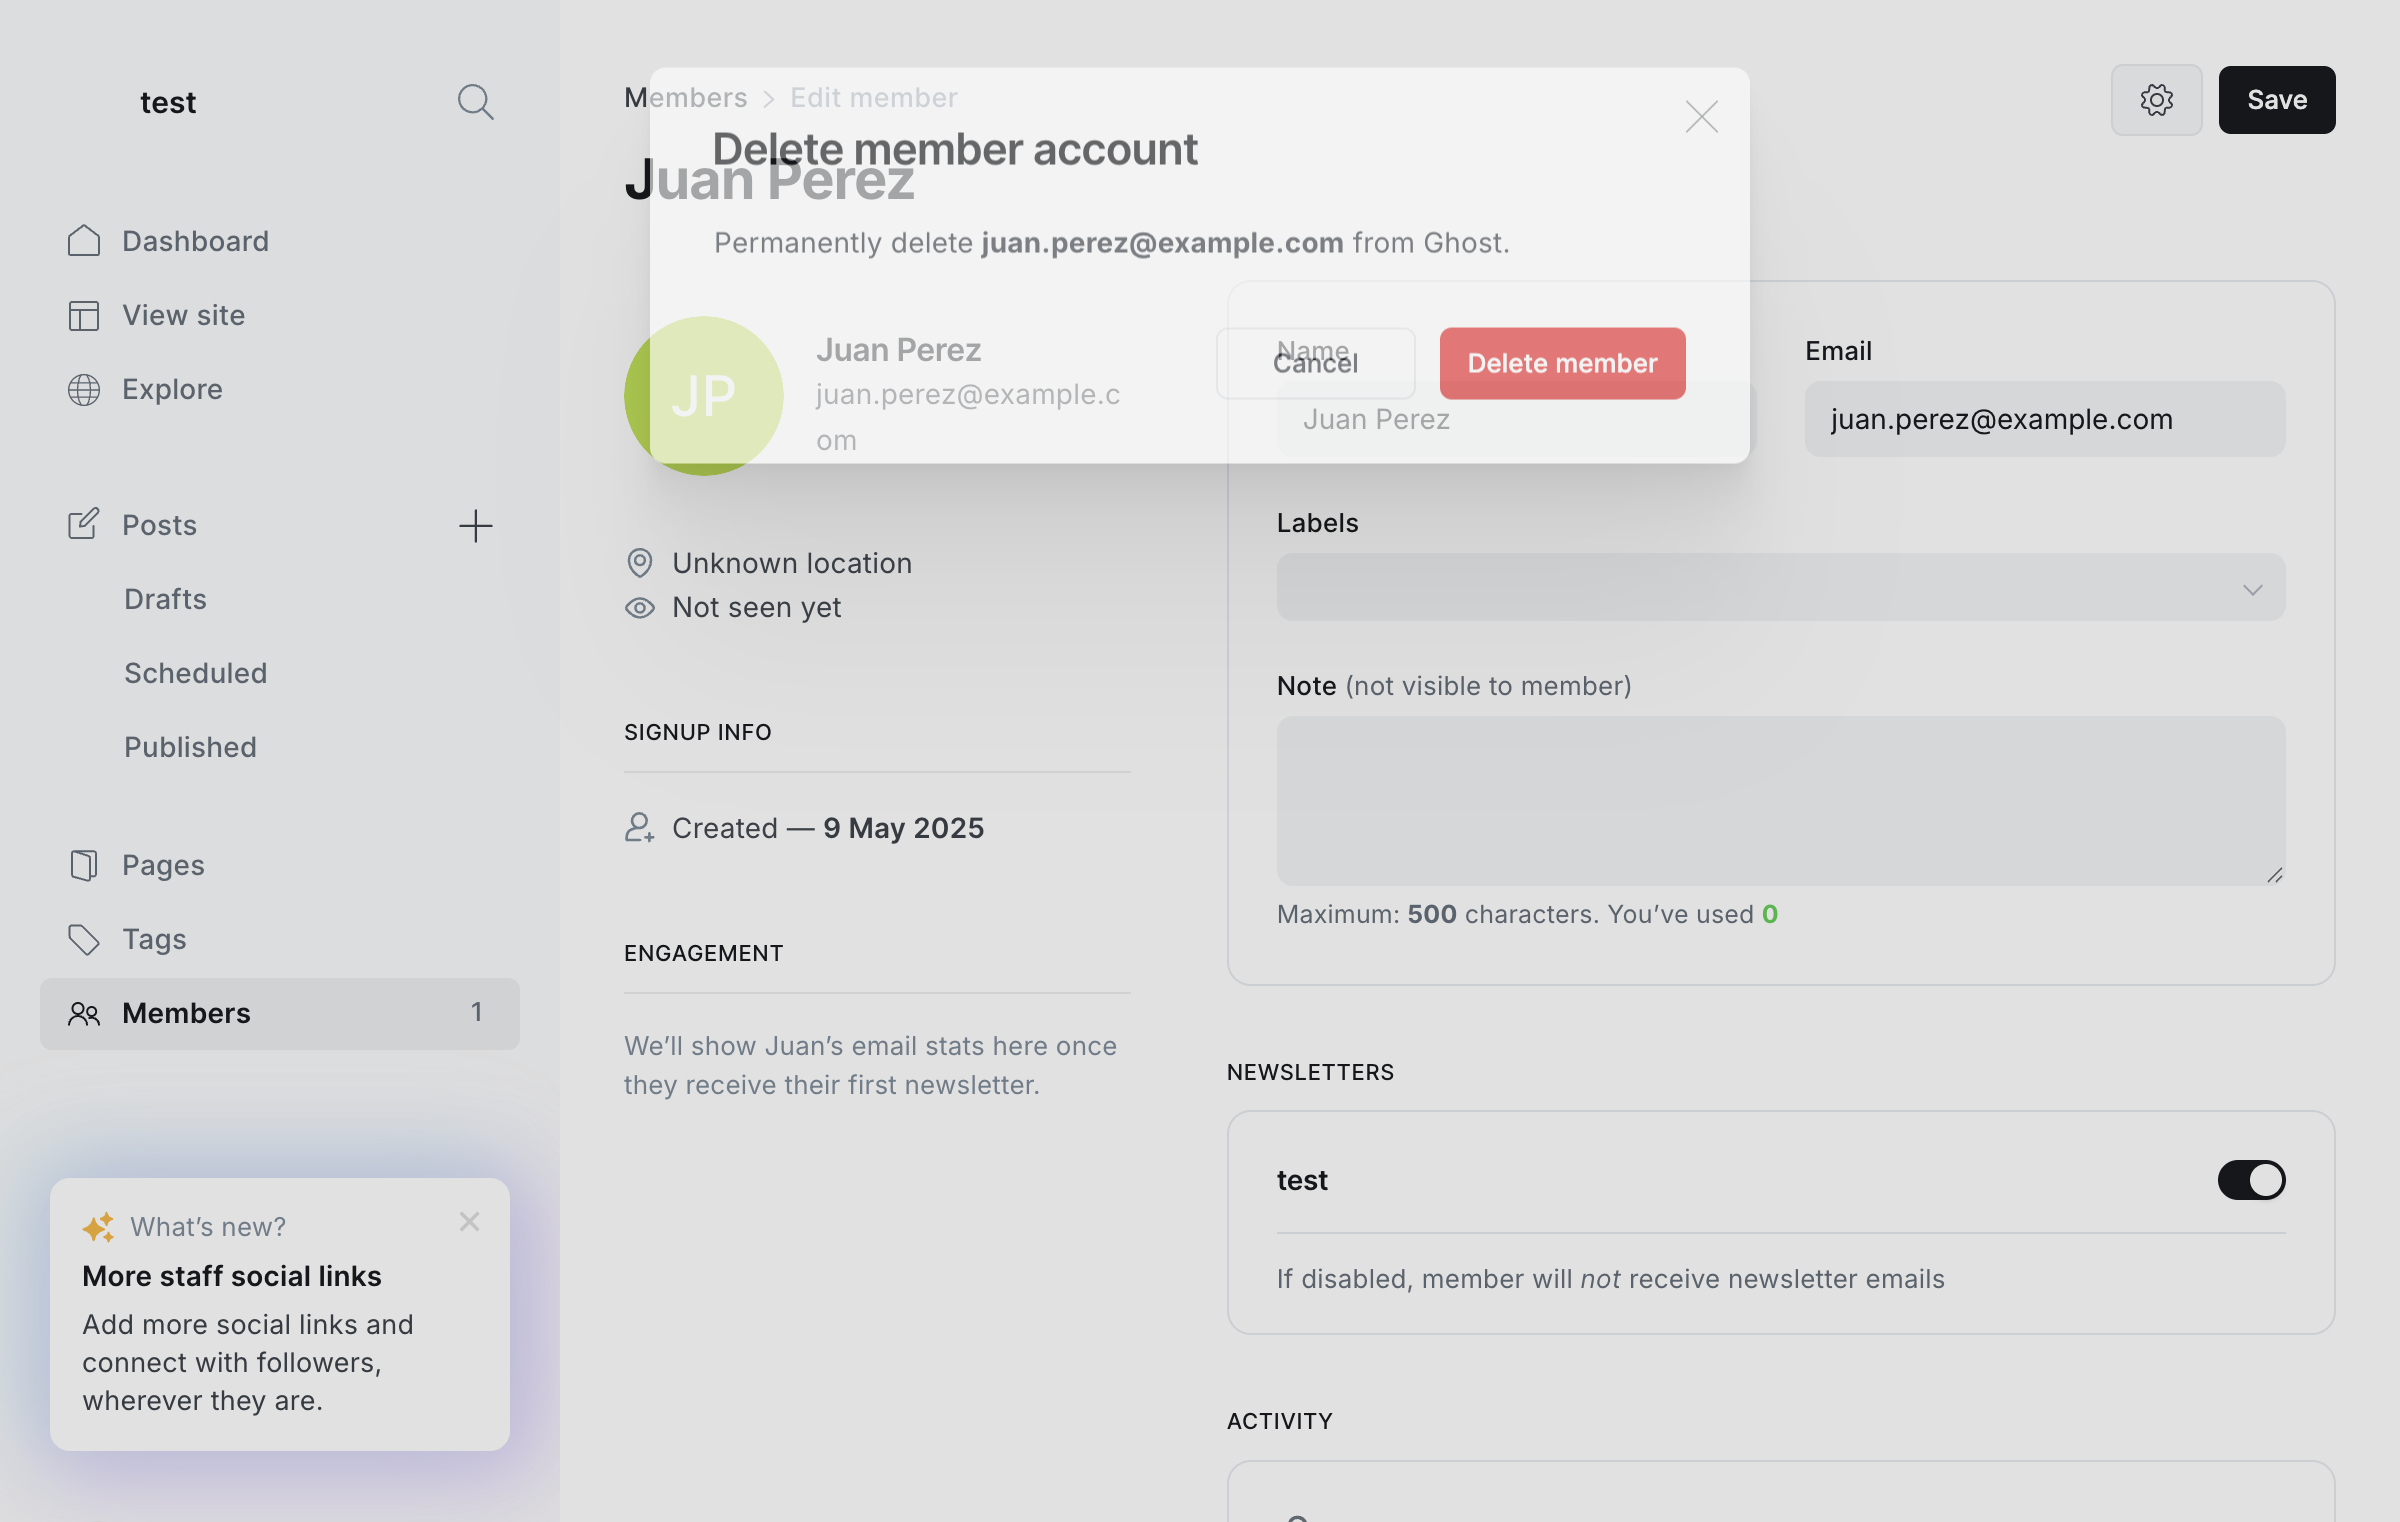 test
Dashboard
View site
Explore
Posts
Drafts
Scheduled
Published
Pages
Tags
Members 1
What's new?
More staff social links
Add more social links and
connect with followers,
wherever they are.
Members > Edit member
Juan Perez
Save
Delete member account
Permanently delete juan.perez@example.com from Ghost.
Cancel
Delete member
JP
Juan Perez
juan.perez@example.c
om
Unknown location
Not seen yet
SIGNUP INFO
Created — 9 May 2025
ENGAGEMENT
We'll show Juan's email stats here once
they receive their first newsletter.
Name
Juan Perez
Email
juan.perez@example.com
Labels
Note (not visible to member)
Maximum: 500 characters. You've used 0
NEWSLETTERS
test
If disabled, member will not receive newsletter emails
ACTIVITY